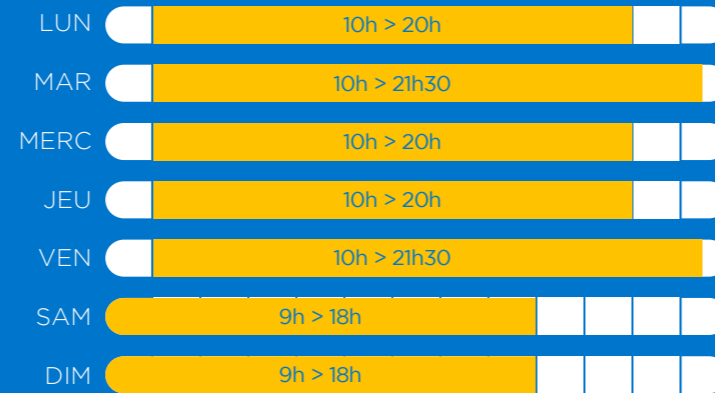 LUN 10h > 20h
MAR 10h > 21h30
MERC 10h > 20h
JEU 10h > 20h
VEN 10h > 21h30
SAM 9h > 18h
DIM 9h > 18h